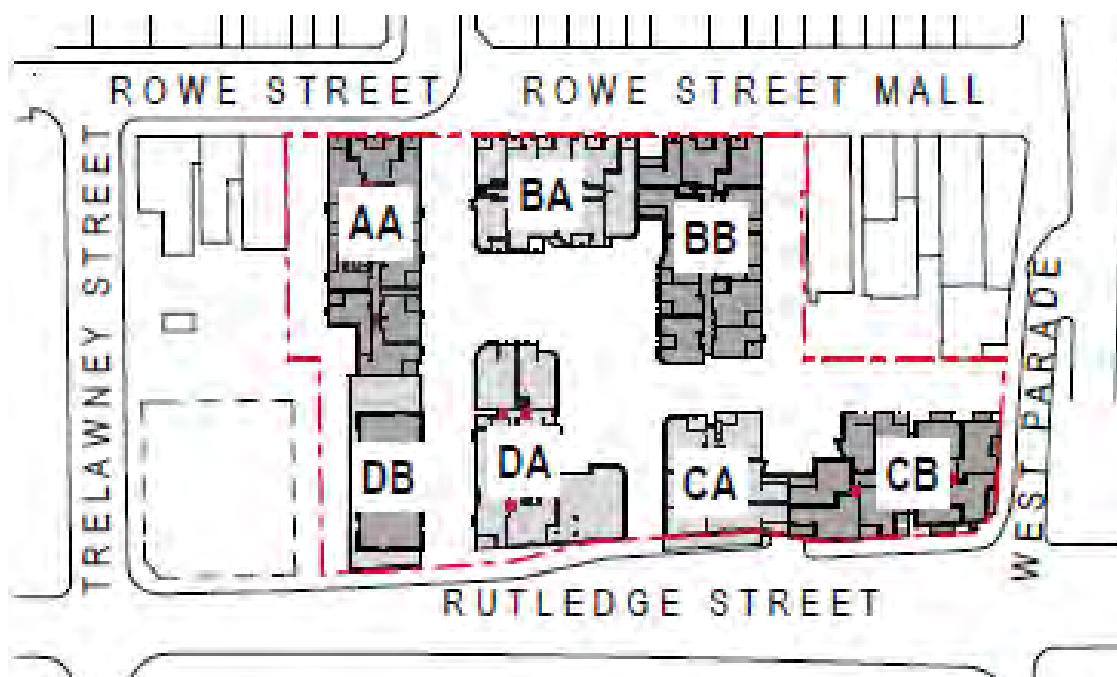 ROWE STREET
ROWE STREET MALL
TRELAWNEY STREET
AA
BA
BB
WEST PARADE
DB
DA
CA
CB
RUTLEDGE STREET